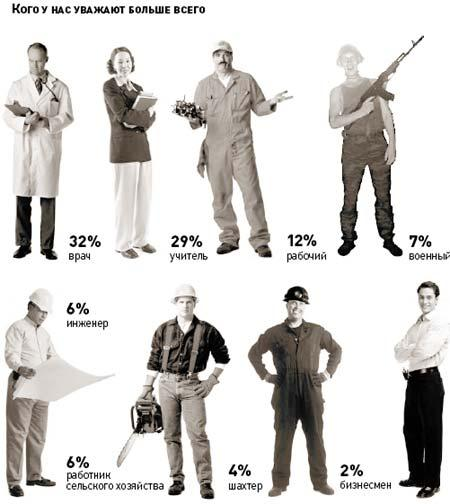 Кого у нас уважают больше всего
32%
врач
29%
учитель
12%
рабочий
7%
военный
6%
инженер
6%
работник
сельского хозяйства
4%
шахтер
2%
бизнесмен